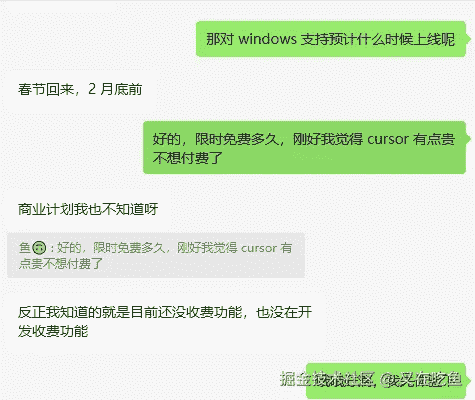 那对 windows 支持预计什么时候上线呢
春节回来，2 月底前
好的，限时免费多久，刚好我觉得 cursor 有点贵
不想付费了
商业计划我也不知道呀
鱼🙃 : 好的，限时免费多久，刚好我觉得 cursor 有
点贵不想付费了
反正我知道的就是目前还没收费功能，也没在开
发收费功能
掘金技术社区 @